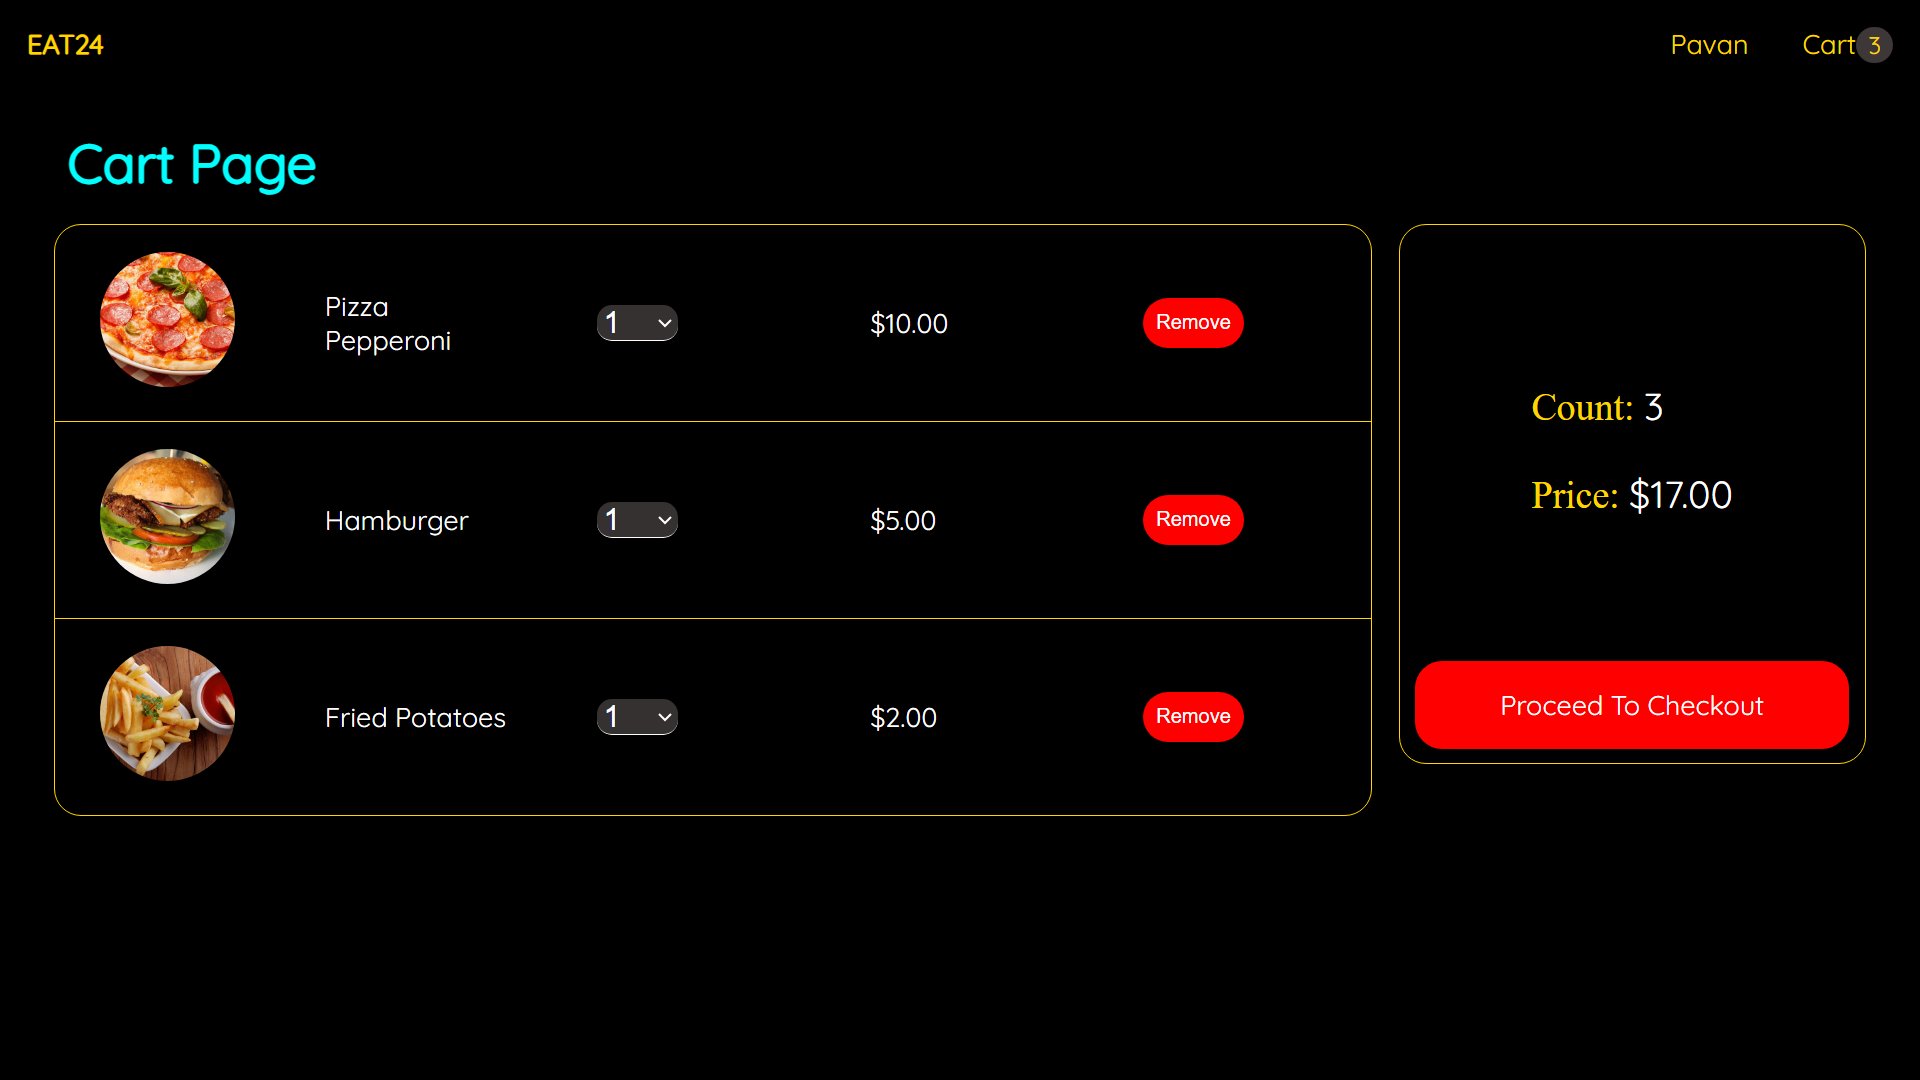 EAT24
Pavan
Cart 3
Cart Page
Pizza
Pepperoni
1
$10.00
Remove
Hamburger
1
$5.00
Remove
Fried Potatoes
1
$2.00
Remove
Count: 3
Price: $17.00
Proceed To Checkout